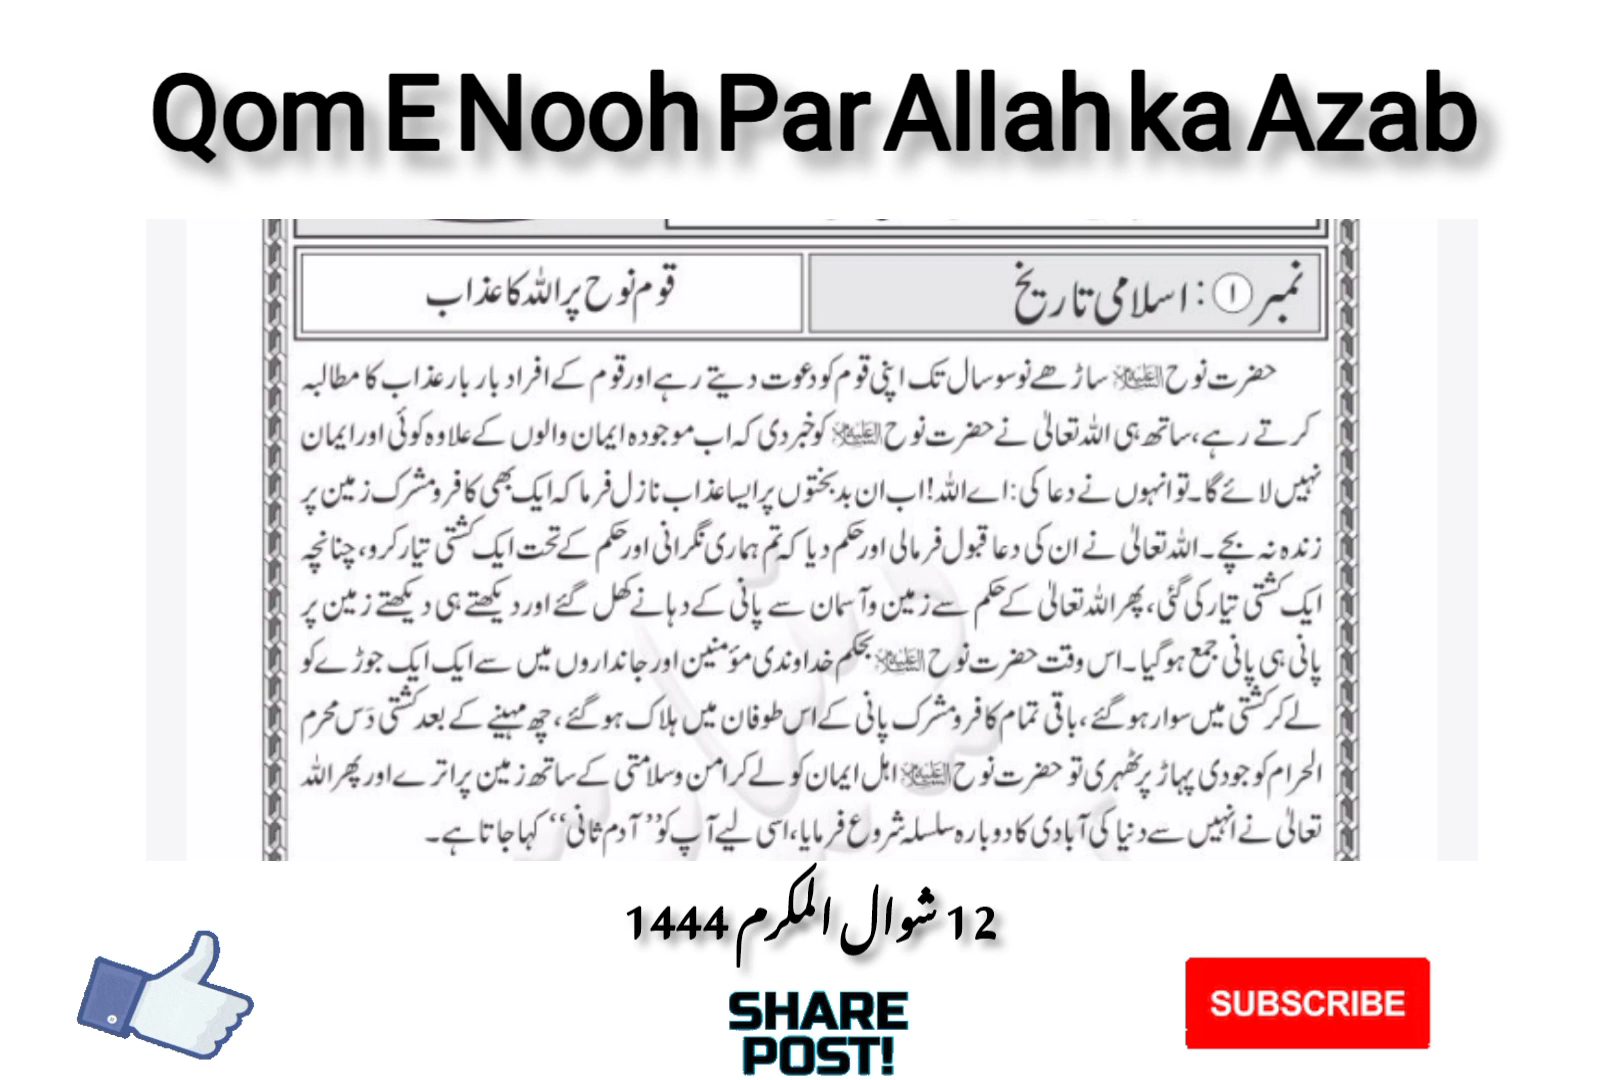 Qom E Nooh Par Allah ka Azab
نمبر ۱ : اسلامی تاریخ
قوم نوح پر اللہ کا عذاب
حضرت نوح علیہ السلام ساڑھے نو سو سال تک اپنی قوم کو دعوت دیتے رہے اور قوم کے افراد بار بار عذاب کا مطالبہ
کرتے رہے، ساتھ ہی اللہ تعالیٰ نے حضرت نوح علیہ السلام کو خبر دی کہ اب موجودہ ایمان والوں کے علاوہ کوئی اور ایمان
نہیں لائے گا۔ تو انہوں نے دعا کی: اے اللہ! اب ان بدبختوں پر ایسا عذاب نازل فرما کہ ایک بھی کافر و مشرک زمین پر
زندہ نہ بچے۔ اللہ تعالیٰ نے ان کی دعا قبول فرمالی اور حکم دیا کہ تم ہماری نگرانی اور حکم کے تحت ایک کشتی تیار کرو، چنانچہ
ایک کشتی تیار کی گئی، پھر اللہ تعالیٰ کے حکم سے زمین و آسمان سے پانی کے دہانے کھل گئے اور دیکھتے ہی دیکھتے زمین پر
پانی ہی پانی جمع ہوگیا۔ اس وقت حضرت نوح علیہ السلام بحکم خداوندی مؤمنین اور جانداروں میں سے ایک ایک جوڑے کو
لے کر کشتی میں سوار ہوگئے، باقی تمام کافر و مشرک پانی کے اس طوفان میں ہلاک ہوگئے، چھ مہینے کے بعد کشتی دَس محرم
الحرام کو جودی پہاڑ پر ٹھہری تو حضرت نوح علیہ السلام اہل ایمان کو لے کر امن وسلامتی کے ساتھ زمین پر اترے اور پھر اللہ
تعالیٰ نے انہیں سے دنیا کی آبادی کا دوبارہ سلسلہ شروع فرمایا، اسی لیے آپ کو ’’آدم ثانی‘‘ کہا جاتا ہے۔
12 شوال المکرم 1444
SHARE
POST!
SUBSCRIBE